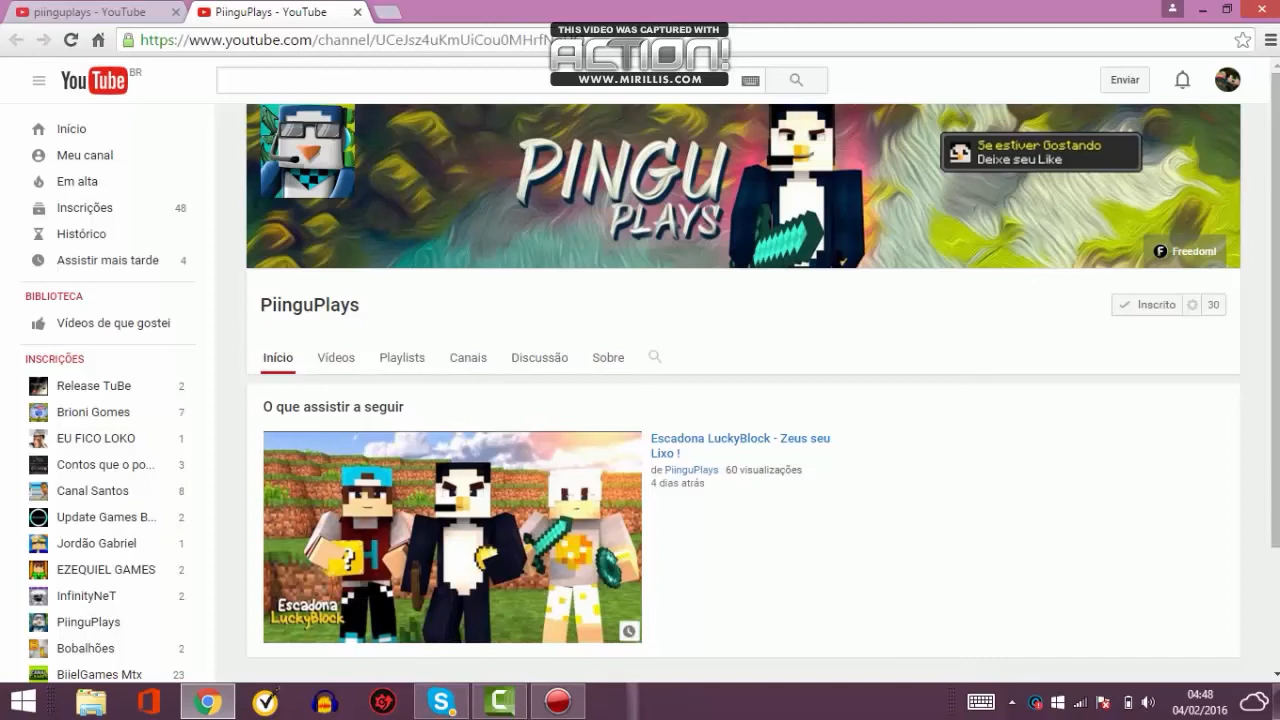 piinguplays - YouTube
PiinguPlays - YouTube
THIS VIDEO WAS CAPTURED WITH
ACTION!
WWW.MIRILLIS.COM
https://www.youtube.com/channel/UCeJsz4uKmUiCou0MHrfN
YouTube BR
Enviar
Início
Meu canal
Em alta
Inscrições 48
Histórico
Assistir mais tarde 4
BIBLIOTECA
Vídeos de que gostei
INSCRIÇÕES
Release TuBe 2
Brioni Gomes 7
EU FICO LOKO 1
Contos que o po... 3
Canal Santos 8
Update Games B... 2
Jordão Gabriel 1
EZEQUIEL GAMES 2
InfinityNeT 2
PiinguPlays
Bobalhões 2
BiielGames Mtx 23
PINGU
PLAYS
Se estiver Gostando
Deixe seu Like
Freedom!
PiinguPlays
Inscrito 30
Início Vídeos Playlists Canais Discussão Sobre
O que assistir a seguir
Escadona
LuckyBlock
Escadona LuckyBlock - Zeus seu
Lixo !
de PiinguPlays 60 visualizações
4 dias atrás
04:48
04/02/2016